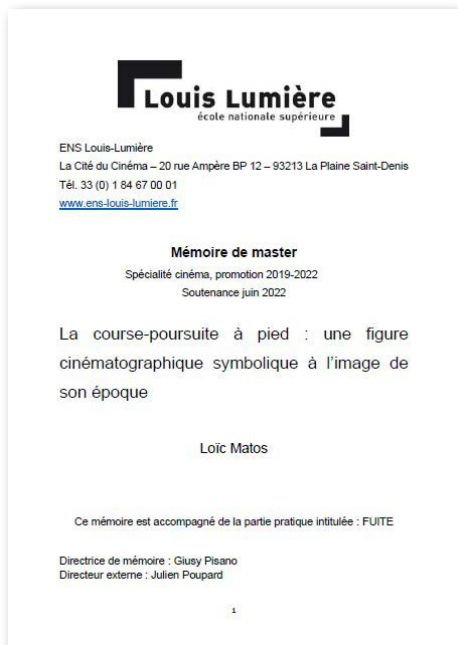 Louis Lumière
école nationale supérieure
ENS Louis-Lumière
La Cité du Cinéma – 20 rue Ampère BP 12 – 93213 La Plaine Saint-Denis
Tél. 33 (0) 1 84 67 00 01
www.ens-louis-lumiere.fr
Mémoire de master
Spécialité cinéma, promotion 2019-2022
Soutenance juin 2022
La course-poursuite à pied : une figure
cinématographique symbolique à l'image de
son époque
Loïc Matos
Ce mémoire est accompagné de la partie pratique intitulée : FUITE
Directrice de mémoire : Giusy Pisano
Directeur externe : Julien Poupard
1